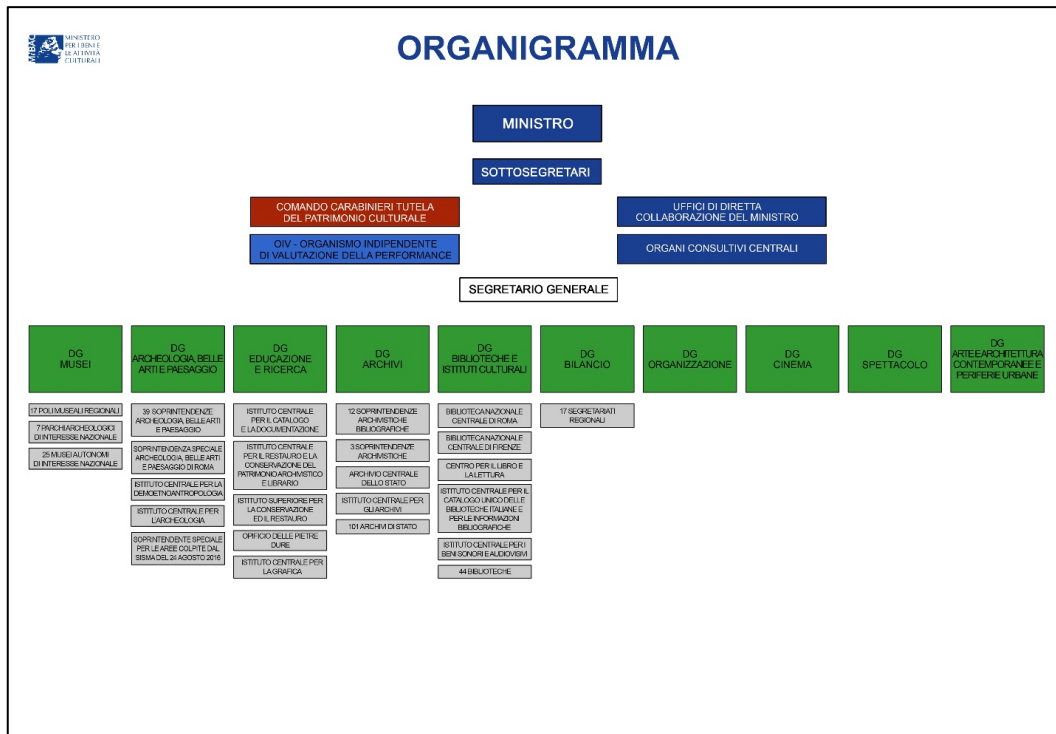 MiBAC
MINISTERO
PER I BENI E
LE ATTIVITÀ
CULTURALI
ORGANIGRAMMA
MINISTRO
SOTTOSEGRETARI
COMANDO CARABINIERI TUTELA
DEL PATRIMONIO CULTURALE
UFFICI DI DIRETTA
COLLABORAZIONE DEL MINISTRO
OIV - ORGANISMO INDIPENDENTE
DI VALUTAZIONE DELLA PERFORMANCE
ORGANI CONSULTIVI CENTRALI
SEGRETARIO GENERALE
DG
MUSEI
DG
ARCHEOLOGIA, BELLE
ARTI E PAESAGGIO
DG
EDUCAZIONE
E RICERCA
DG
ARCHIVI
DG
BIBLIOTECHE E
ISTITUTI CULTURALI
DG
BILANCIO
DG
ORGANIZZAZIONE
DG
CINEMA
DG
SPETTACOLO
DG
ARTE E ARCHITETTURA
CONTEMPORANEE E
PERIFERIE URBANE
17 POLI MUSEALI REGIONALI
7 PARCHI ARCHEOLOGICI
DI INTERESSE NAZIONALE
25 MUSEI AUTONOMI
DI INTERESSE NAZIONALE
39 SOPRINTENDENZE
ARCHEOLOGIA, BELLE ARTI
E PAESAGGIO
SOPRINTENDENZA SPECIALE
ARCHEOLOGIA, BELLE ARTI
E PAESAGGIO DI ROMA
ISTITUTO CENTRALE PER LA
DEMOETNOANTROPOLOGIA
ISTITUTO CENTRALE PER
L'ARCHEOLOGIA
SOPRINTENDENTE SPECIALE
PER LE AREE COLPITE DAL
SISMA DEL 24 AGOSTO 2016
ISTITUTO CENTRALE
PER IL CATALOGO
E LA DOCUMENTAZIONE
ISTITUTO CENTRALE
PER IL RESTAURO E LA
CONSERVAZIONE DEL
PATRIMONIO ARCHIVISTICO
E LIBRARIO
ISTITUTO SUPERIORE PER
LA CONSERVAZIONE
ED IL RESTAURO
OPIFICIO DELLE PIETRE
DURE
ISTITUTO CENTRALE PER
LA GRAFICA
12 SOPRINTENDENZE
ARCHIVISTICHE
BIBLIOGRAFICHE
3 SOPRINTENDENZE
ARCHIVISTICHE
ARCHIVIO CENTRALE
DELLO STATO
ISTITUTO CENTRALE PER
GLI ARCHIVI
101 ARCHIVI DI STATO
BIBLIOTECA NAZIONALE
CENTRALE DI ROMA
BIBLIOTECA NAZIONALE
CENTRALE DI FIRENZE
CENTRO PER IL LIBRO E
LA LETTURA
ISTITUTO CENTRALE PER IL
CATALOGO UNICO DELLE
BIBLIOTECHE ITALIANE E
PER LE INFORMAZIONI
BIBLIOGRAFICHE
ISTITUTO CENTRALE PER I
BENI SONORI E AUDIOVISIVI
44 BIBLIOTECHE
17 SEGRETARIATI
REGIONALI